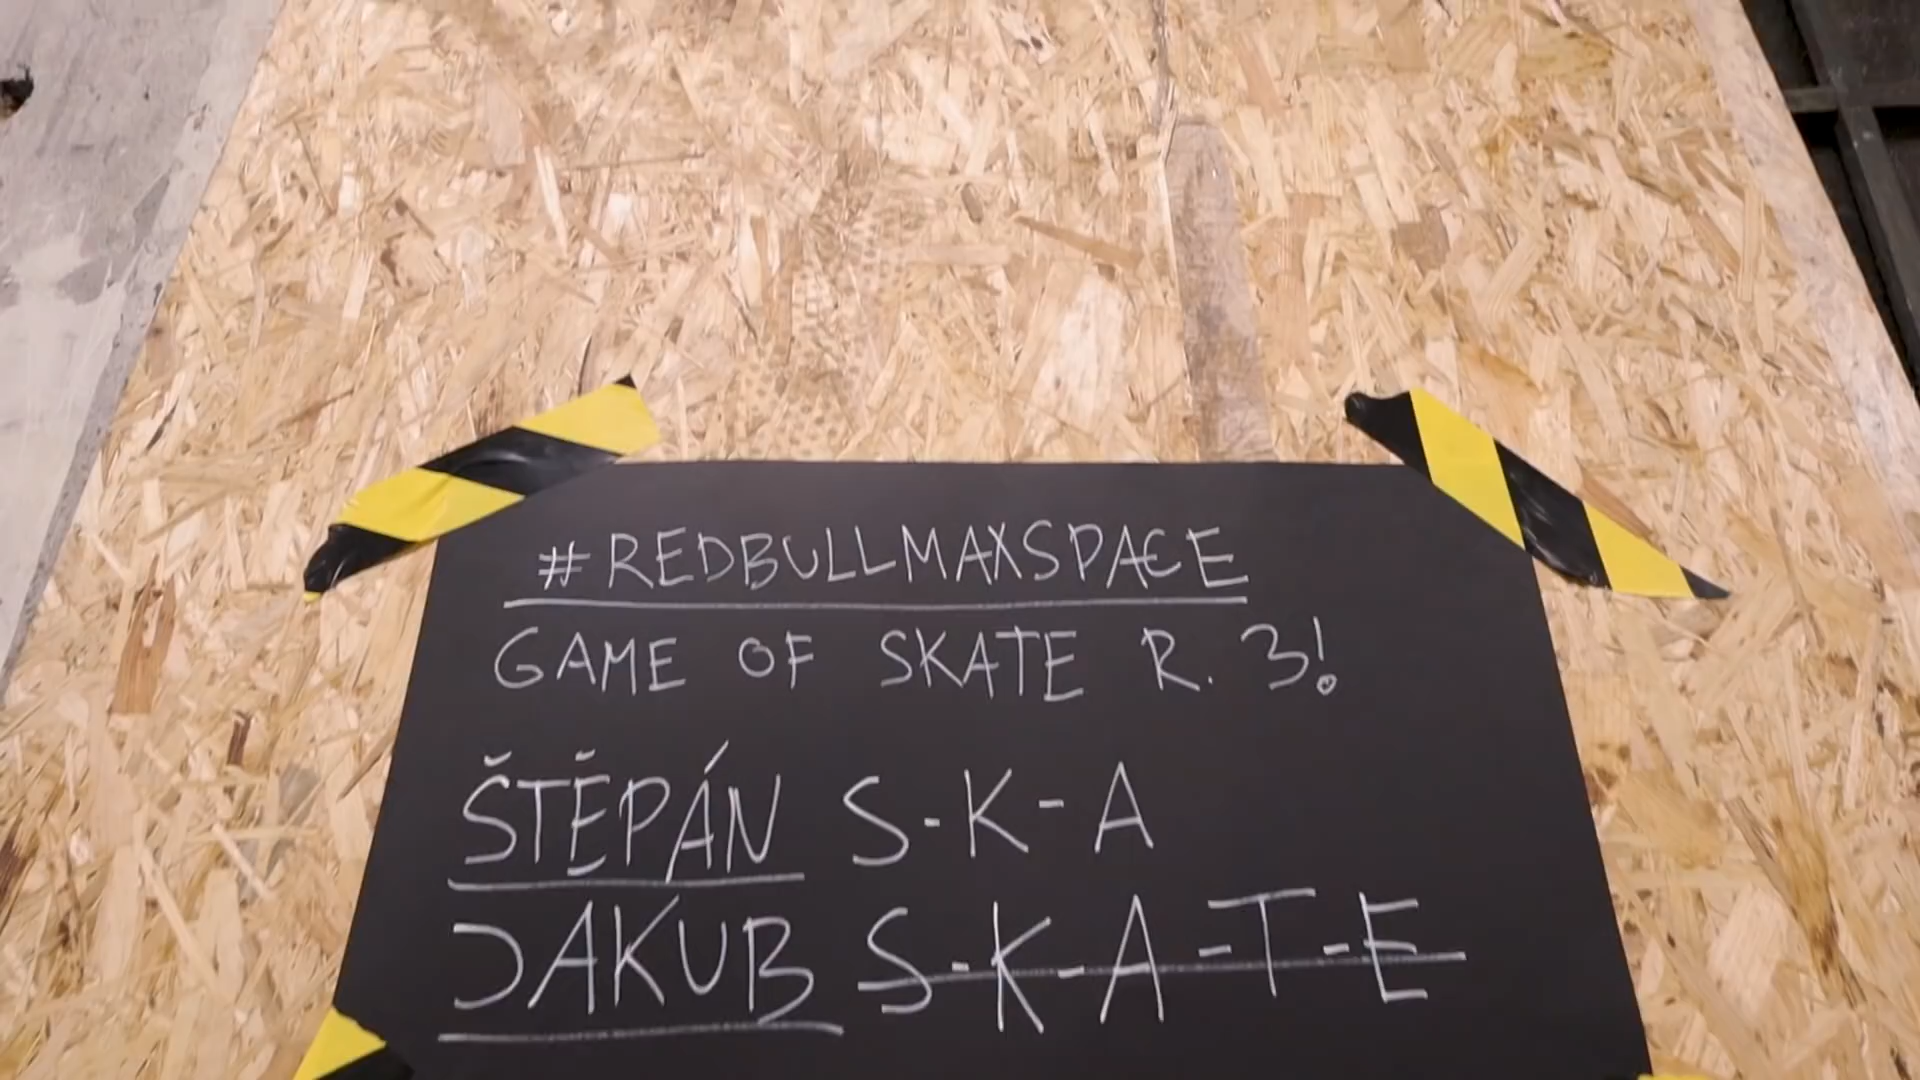 #REDBULLMAXSPACE
GAME OF SKATE R. 3!
ŠTĚPÁN S-K-A
JAKUB S-K-A-T-E